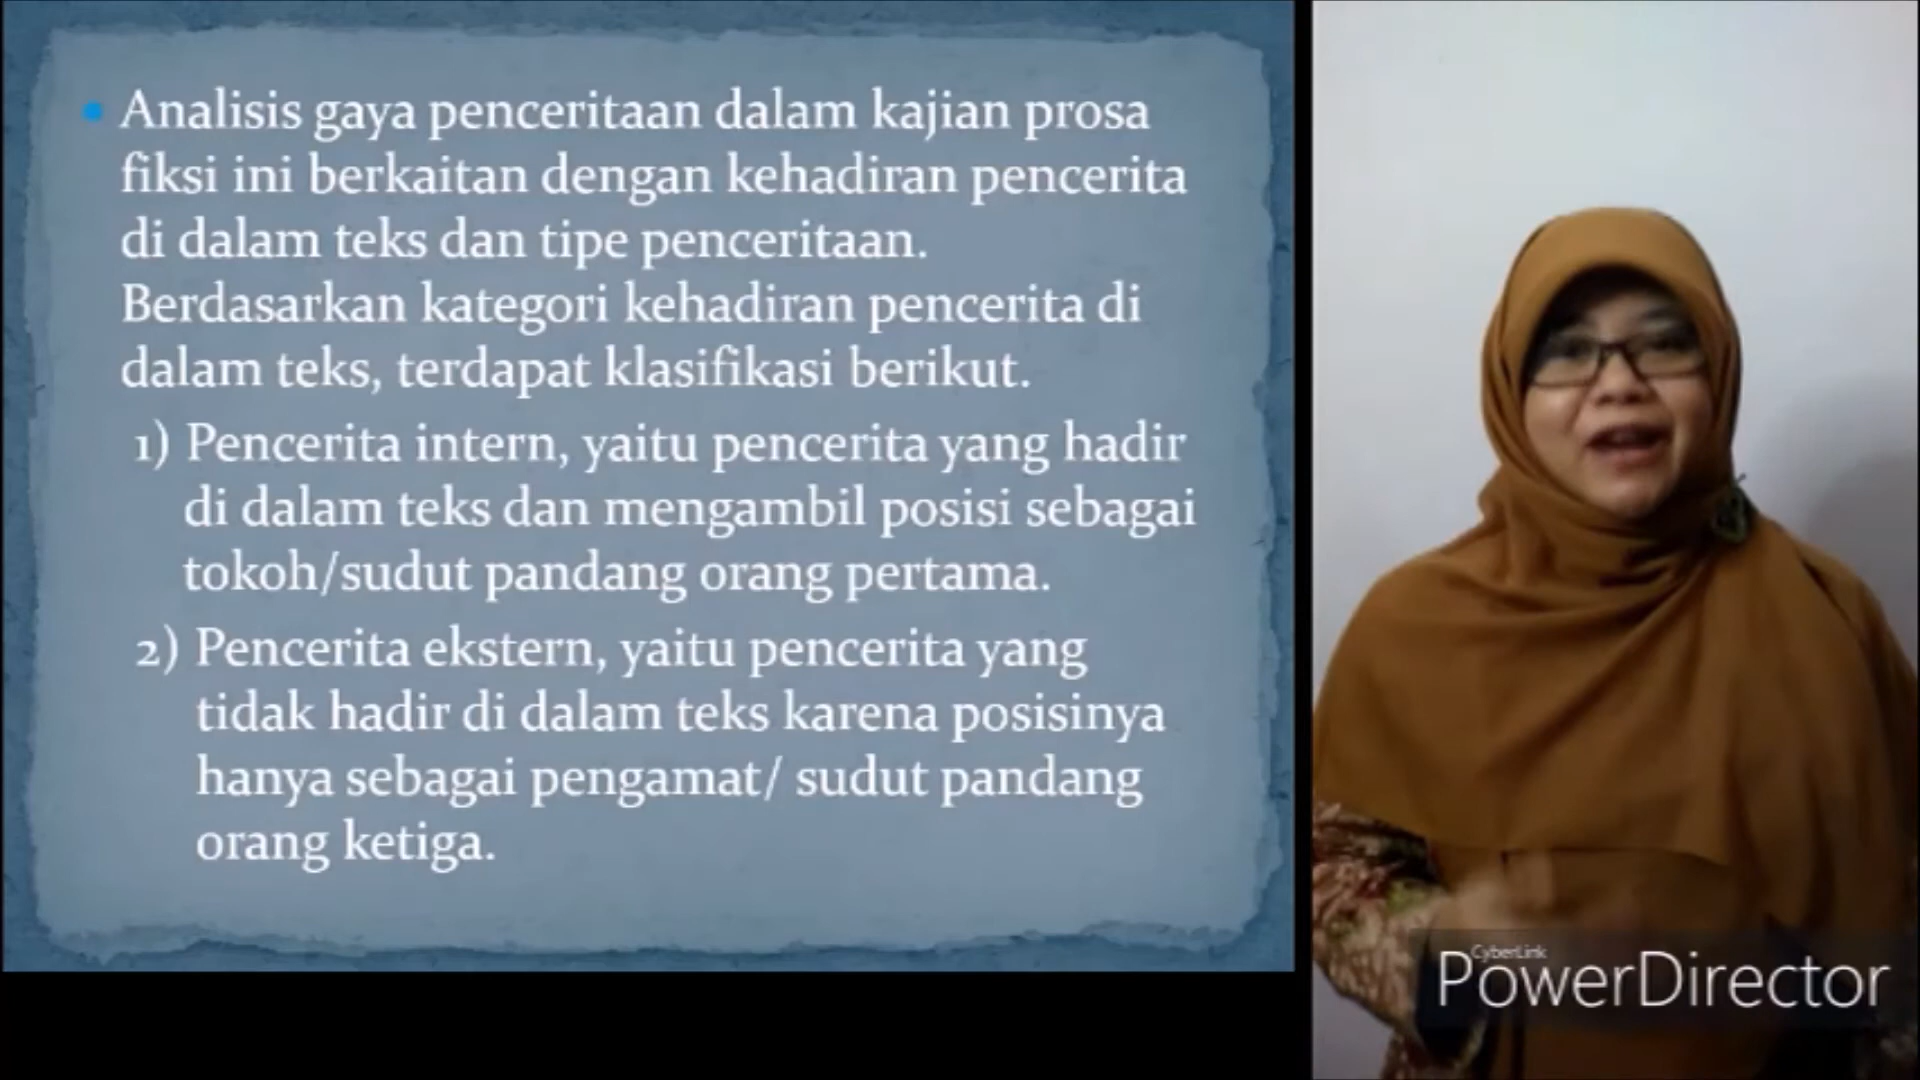 Analisis gaya penceritaan dalam kajian prosa
fiksi ini berkaitan dengan kehadiran pencerita
di dalam teks dan tipe penceritaan.
Berdasarkan kategori kehadiran pencerita di
dalam teks, terdapat klasifikasi berikut.
1) Pencerita intern, yaitu pencerita yang hadir
di dalam teks dan mengambil posisi sebagai
tokoh/sudut pandang orang pertama.
2) Pencerita ekstern, yaitu pencerita yang
tidak hadir di dalam teks karena posisinya
hanya sebagai pengamat/ sudut pandang
orang ketiga.
CyberLink
PowerDirector